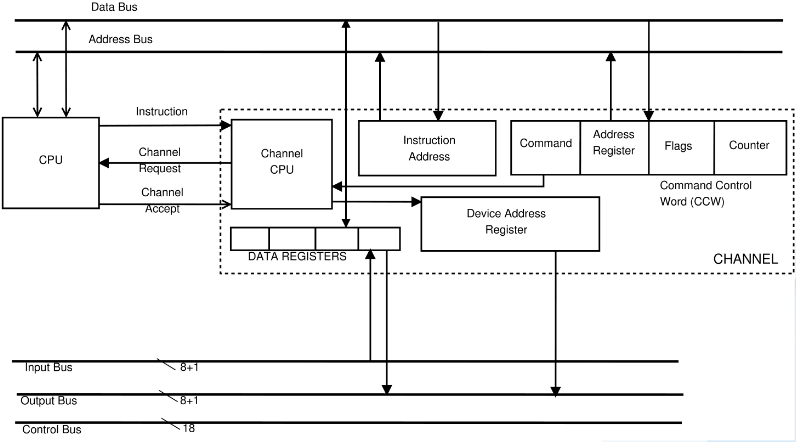 Data Bus
Address Bus
Instruction
CPU
Channel
Request
Channel
Accept
Channel
CPU
Instruction
Address
Command
Address
Register
Flags
Counter
Command Control
Word (CCW)
Device Address
Register
DATA REGISTERS
CHANNEL
Input Bus
8+1
Output Bus
8+1
Control Bus
18